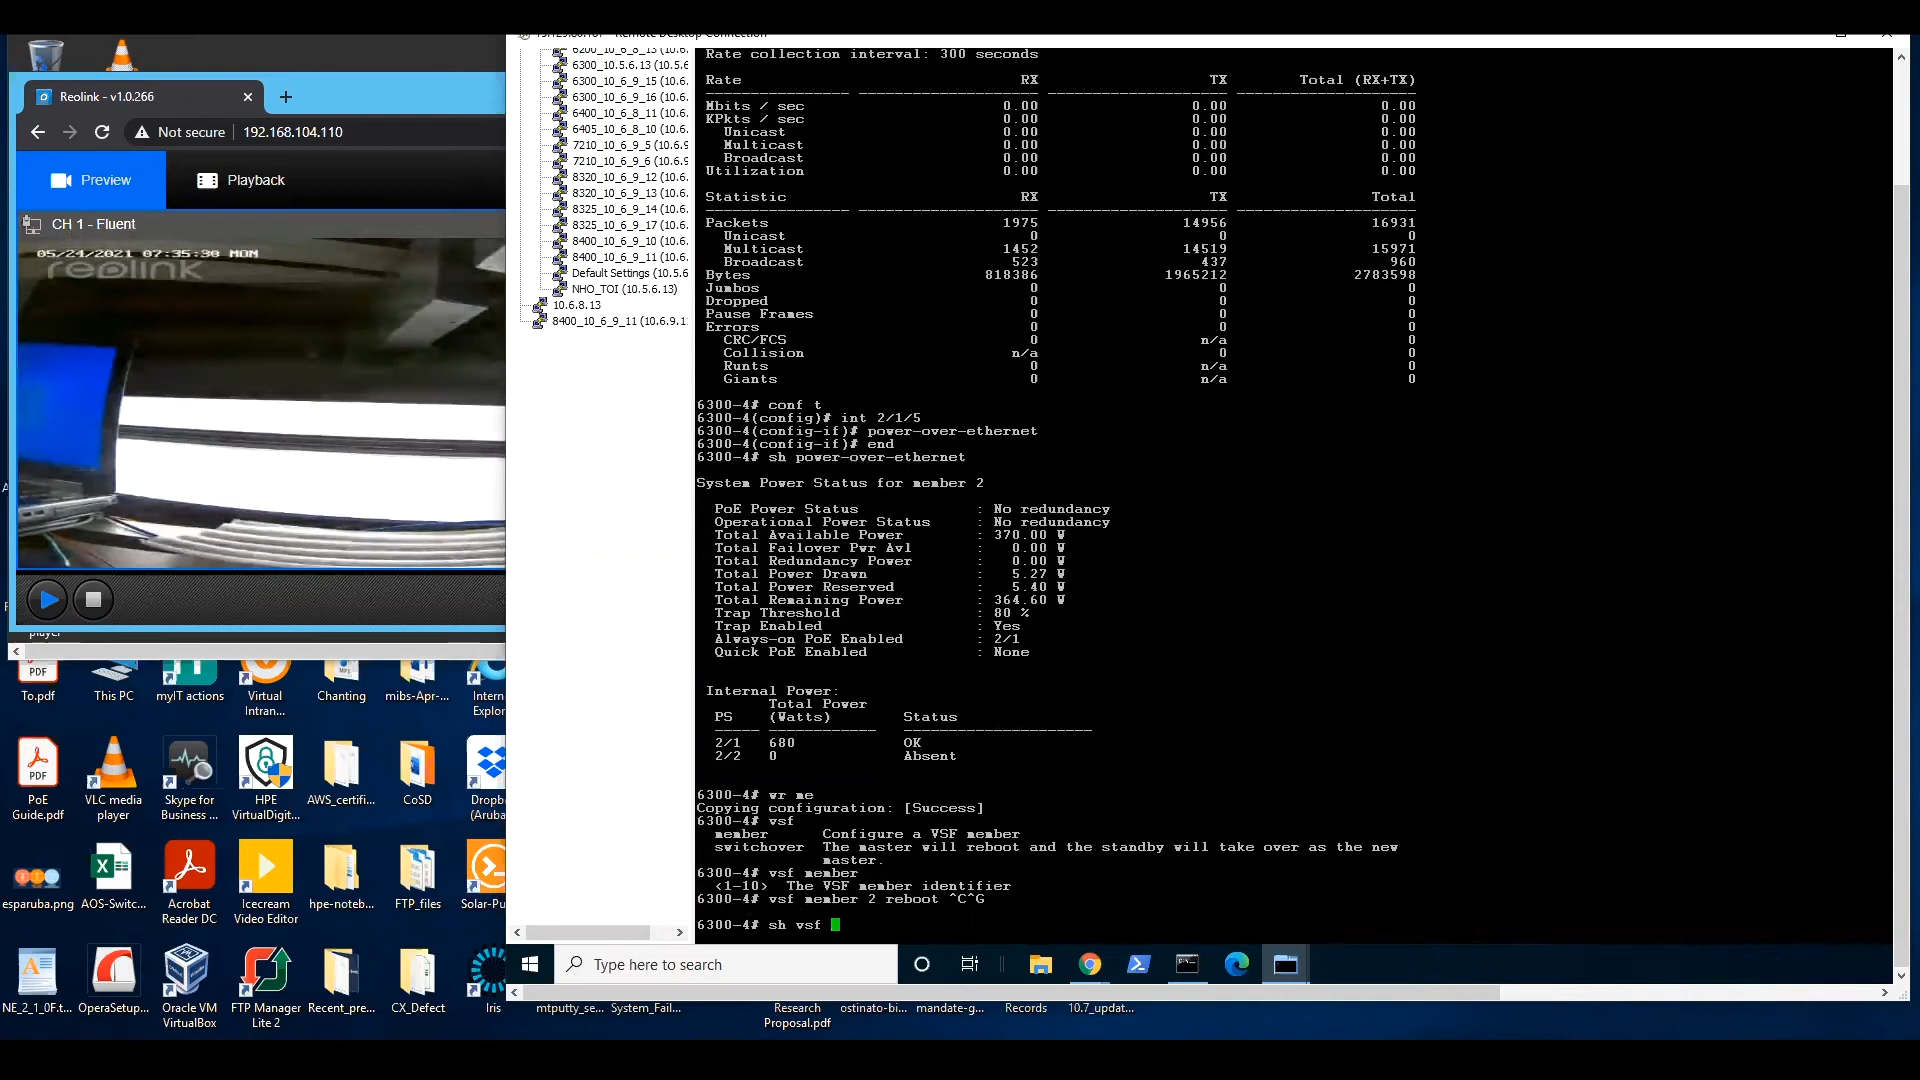 Reolink - v1.0.266
Not secure
192.168.104.110
Preview
Playback
CH 1 - Fluent
05/24/2021 07:35:30 MON
reolink
To.pdf
This PC
myIT actions
Virtual Intran...
Chanting
mibs-Apr-...
Intern Explor
PoE Guide.pdf
VLC media player
Skype for Business ...
HPE VirtualDigit...
AWS_certifi...
CoSD
Dropb (Aruba
esparuba.png
AOS-Switc...
Acrobat Reader DC
Icecream Video Editor
hpe-noteb...
FTP_files
Solar-Pu
NE_2_1_0F.t...
OperaSetup...
Oracle VM VirtualBox
FTP Manager Lite 2
Recent_pre...
CX_Defect
Iris
mtputty_se...
System_Fail...
Research Proposal.pdf
ostinato-bi...
mandate-g...
Records
10.7_updat...
6300_10.5.6.13 (10.5.6
6300_10_6_9_15 (10.6.
6300_10_6_9_16 (10.6.
6400_10_6_8_11 (10.6.
6405_10_6_8_10 (10.6.
7210_10_6_9_5 (10.6.9
7210_10_6_9_6 (10.6.9
8320_10_6_9_12 (10.6.
8320_10_6_9_13 (10.6.
8325_10_6_9_14 (10.6.
8325_10_6_9_17 (10.6.
8400_10_6_9_10 (10.6.
8400_10_6_9_11 (10.6.
Default Settings (10.5.6
NHO_TOI (10.5.6.13)
10.6.8.13
8400_10_6_9_11 (10.6.9.1
Rate collection interval: 300 seconds
Rate RX TX Total (RX+TX)
Mbits / sec 0.00 0.00 0.00
KPkts / sec 0.00 0.00 0.00
Unicast 0.00 0.00 0.00
Multicast 0.00 0.00 0.00
Broadcast 0.00 0.00 0.00
Utilization 0.00 0.00 0.00
Statistic RX TX Total
Packets 1975 14956 16931
Unicast 0 0 0
Multicast 1452 14519 15971
Broadcast 523 437 960
Bytes 818386 1965212 2783598
Jumbos 0 0 0
Dropped 0 0 0
Pause Frames 0 0 0
Errors 0 0 0
CRC/FCS 0 n/a 0
Collision n/a 0 0
Runts 0 n/a 0
Giants 0 n/a 0
6300-4# conf t
6300-4(config)# int 2/1/5
6300-4(config-if)# power-over-ethernet
6300-4(config-if)# end
6300-4# sh power-over-ethernet
System Power Status for member 2
PoE Power Status : No redundancy
Operational Power Status : No redundancy
Total Available Power : 370.00 W
Total Failover Pwr Avl : 0.00 W
Total Redundancy Power : 0.00 W
Total Power Drawn : 5.27 W
Total Power Reserved : 5.40 W
Total Remaining Power : 364.60 W
Trap Threshold : 80 %
Trap Enabled : Yes
Always-on PoE Enabled : 2/1
Quick PoE Enabled : None
Internal Power:
Total Power
PS (Watts) Status
2/1 680 OK
2/2 0 Absent
6300-4# wr me
Copying configuration: [Success]
6300-4# vsf
member Configure a VSF member
switchover The master will reboot and the standby will take over as the new
master.
6300-4# vsf member
<1-10> The VSF member identifier
6300-4# vsf member 2 reboot ^C^G
6300-4# sh vsf
Type here to search